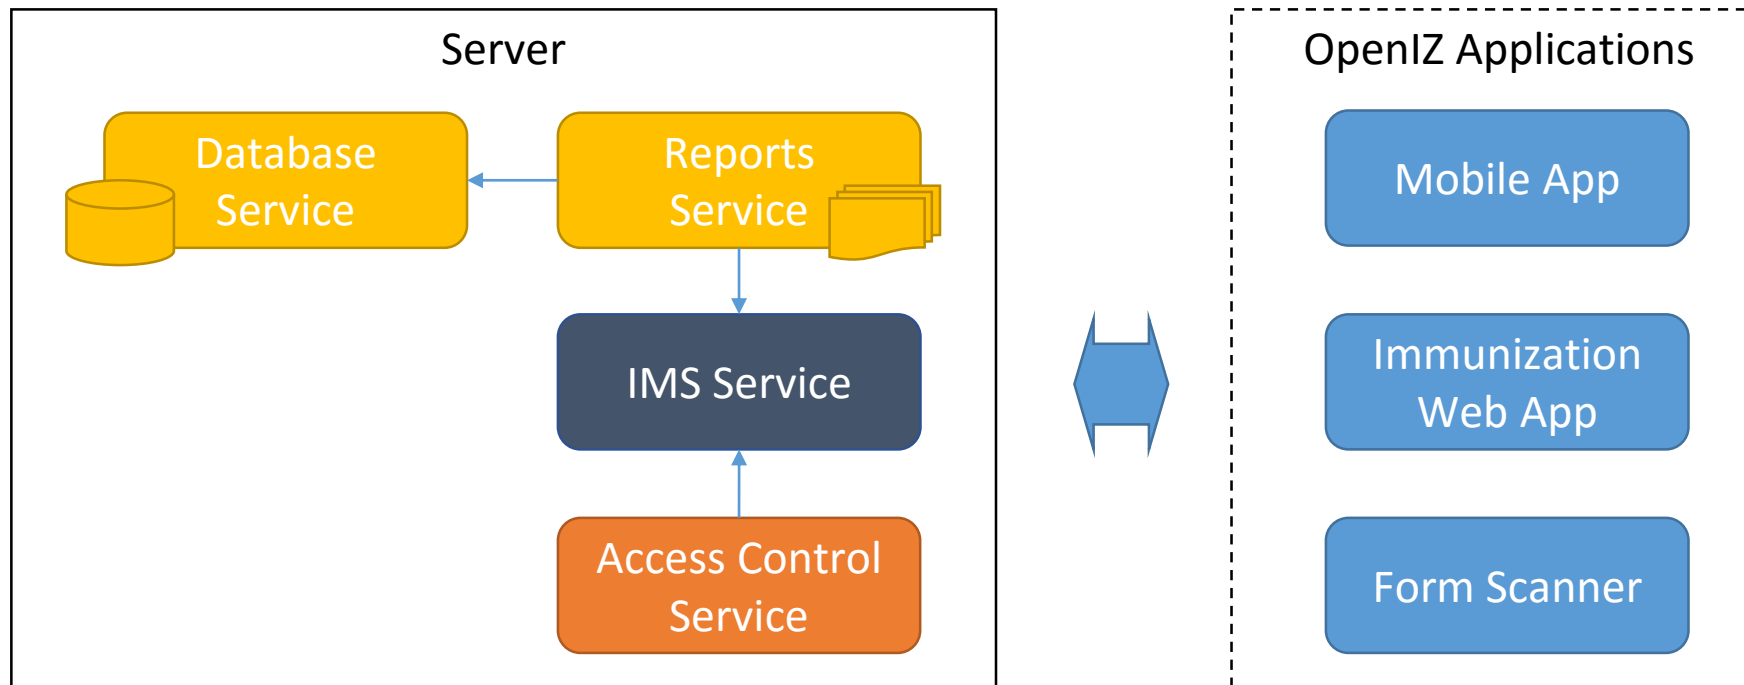 Server
Database
Service
Reports
Service
IMS Service
Access Control
Service
OpenIZ Applications
Mobile App
Immunization
Web App
Form Scanner